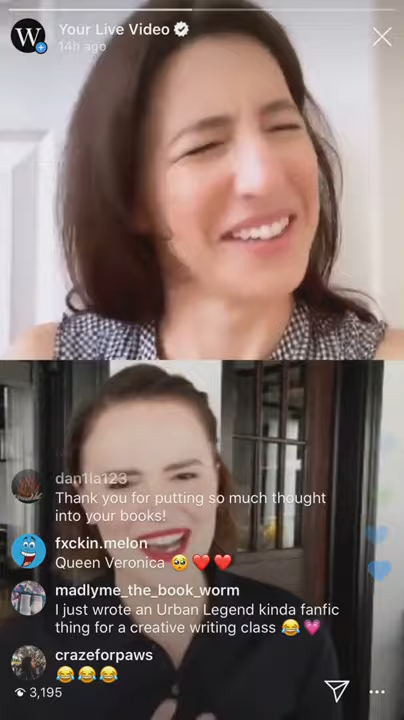 W
Your Live Video
14h ago
dan1la123
Thank you for putting so much thought
into your books!
fxckin.melon
Queen Veronica 🥺❤️❤️
madlyme_the_book_worm
I just wrote an Urban Legend kinda fanfic
thing for a creative writing class 😂💗
crazeforpaws
😂😂😂
3,195